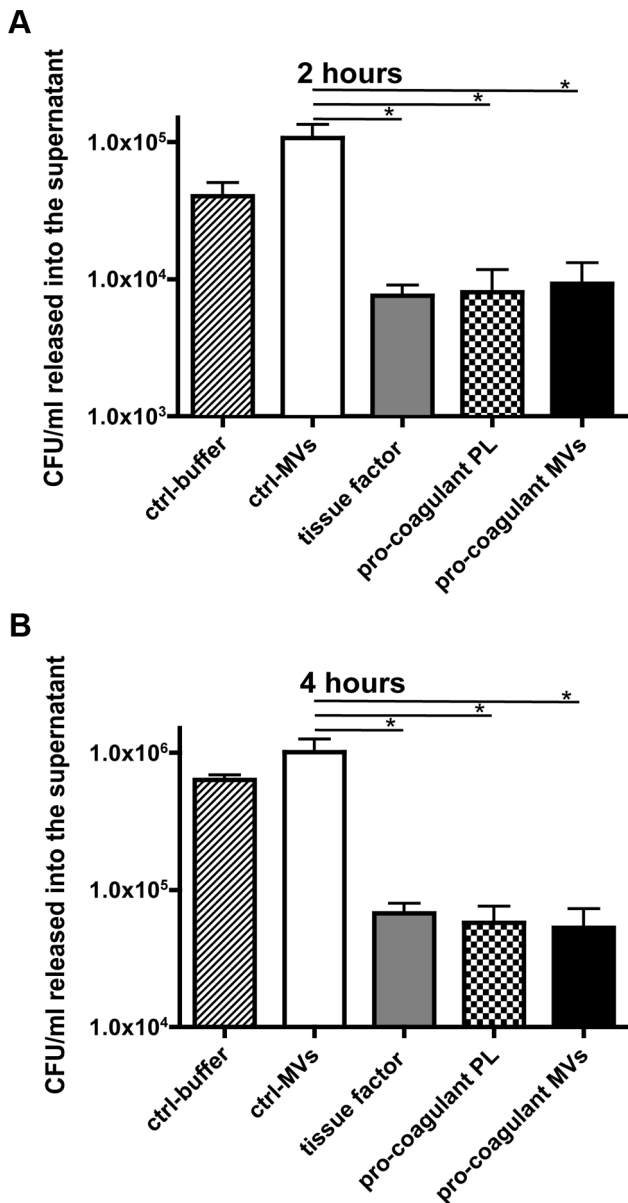 A
2 hours
*
*
*
CFU/ml released into the supernatant
1.0x10⁵
1.0x10⁴
1.0x10³
ctrl-buffer
ctrl-MVs
tissue factor
pro-coagulant PL
pro-coagulant MVs
B
4 hours
*
*
*
CFU/ml released into the supernatant
1.0x10⁶
1.0x10⁵
1.0x10⁴
ctrl-buffer
ctrl-MVs
tissue factor
pro-coagulant PL
pro-coagulant MVs